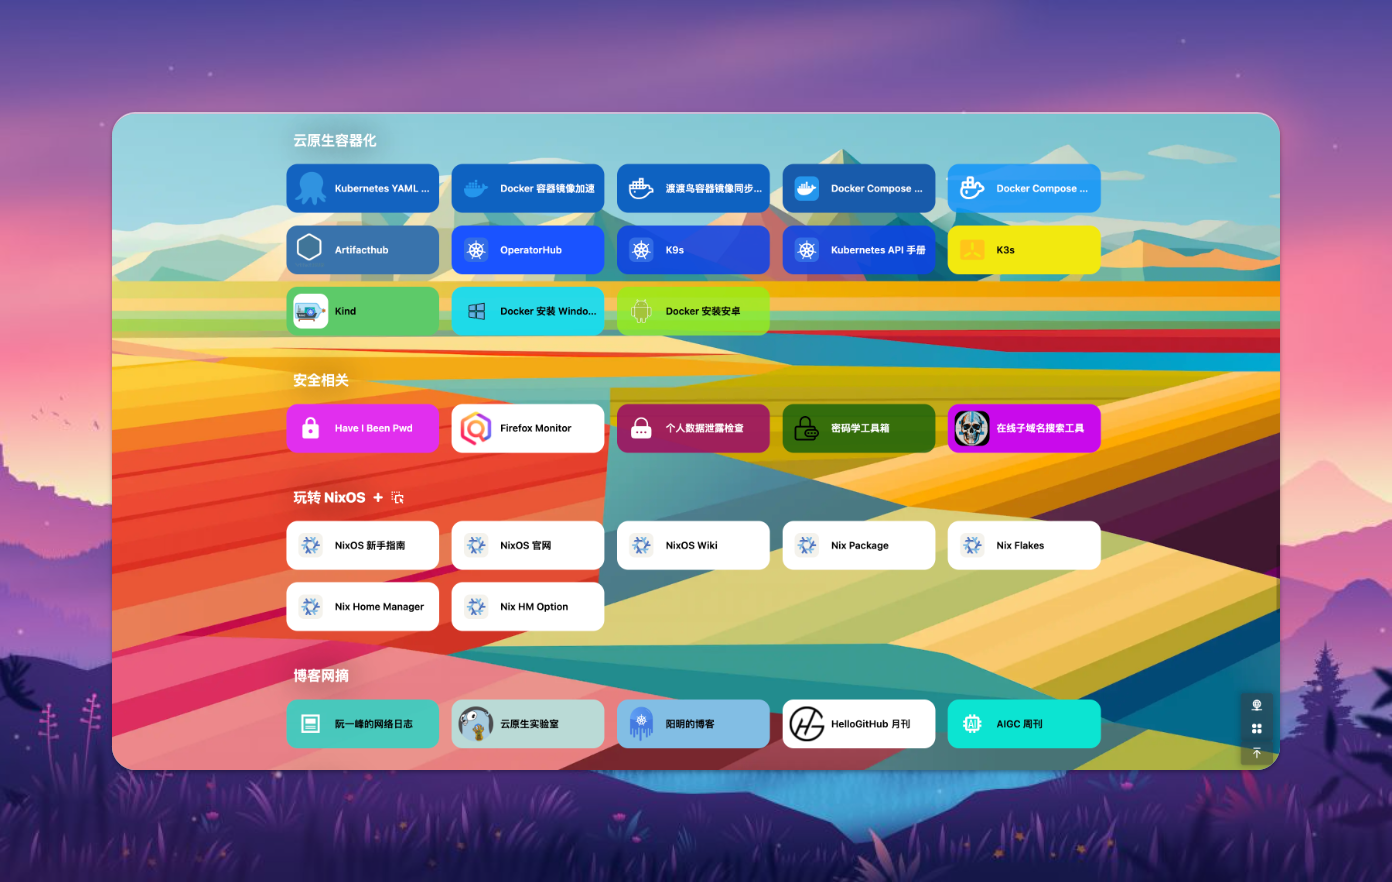 云原生容器化
Kubernetes YAML ...
Docker 容器镜像加速
渡渡鸟容器镜像同步...
Docker Compose ...
Docker Compose ...
Artifacthub
OperatorHub
K9s
Kubernetes API 手册
K3s
Kind
Docker 安装 Windo...
Docker 安装安卓
安全相关
Have I Been Pwd
Firefox Monitor
个人数据泄露检查
密码学工具箱
在线子域名搜索工具
玩转 NixOS +
NixOS 新手指南
NixOS 官网
NixOS Wiki
Nix Package
Nix Flakes
Nix Home Manager
Nix HM Option
博客网摘
阮一峰的网络日志
云原生实验室
阳明的博客
HelloGitHub 月刊
AI
AIGC 周刊